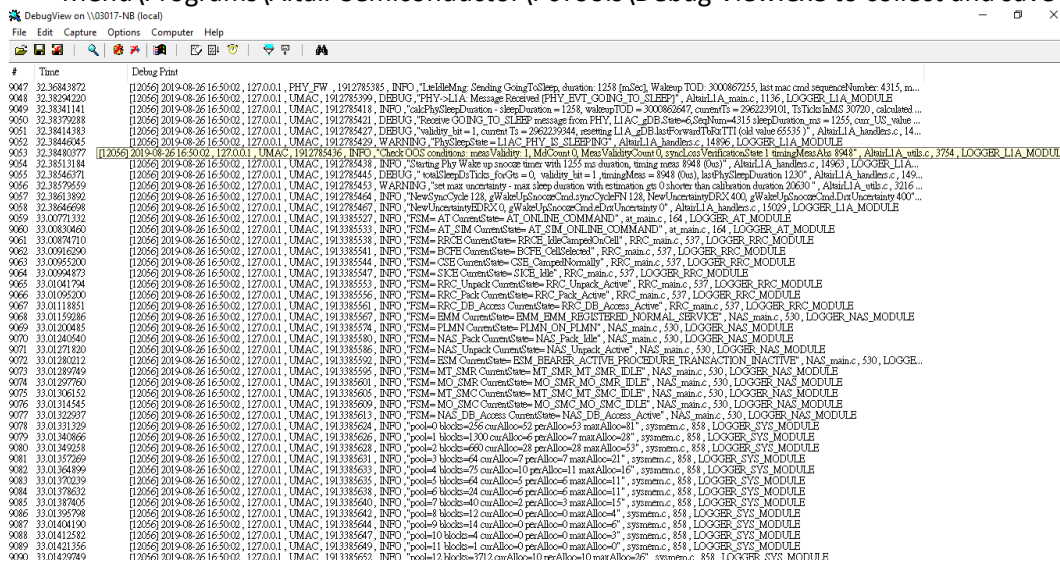 menu\Programs\Altair Semiconductor\PoTools\Debug Viewhere to collect and save
DebugView on \\03017-NB (local)
File Edit Capture Options Computer Help
# Time Debug Print
9047 32.36843872 [12056] 2019-08-26 16:50:02 , 127.0.0.1 , PHY_FW , 1912785385 , INFO ,"LteIdleMng: Sending GoingToSleep, duration: 1258 [mSec], Wakeup TOD: 3000867255, last mac cmd sequenceNumber: 4315, m...
9048 32.38294220 [12056] 2019-08-26 16:50:02 , 127.0.0.1 , UMAC , 1912785399 , DEBUG ,"PHY->L1A: Message Received [PHY_EVT_GOING_TO_SLEEP]" , AltairL1A_main.c , 1136 , LOGGER_L1A_MODULE
9049 32.38341141 [12056] 2019-08-26 16:50:02 , 127.0.0.1 , UMAC , 1912785418 , INFO ,"calcPhySleepDuration - sleepDuration = 1258, wakeupTOD = 3000862647, currentTs = 2962239101, TsTicksInMS 30720 , calculated ...
9050 32.38379288 [12056] 2019-08-26 16:50:02 , 127.0.0.1 , UMAC , 1912785421 , DEBUG ,"Receive GOING_TO_SLEEP message from PHY, L1AC_gDB.State=6,SeqNum=4315 sleepDuration_ms = 1255, curr_US_value ...
9051 32.38414383 [12056] 2019-08-26 16:50:02 , 127.0.0.1 , UMAC , 1912785427 , DEBUG ,"validity_bit = 1, current Ts = 2962239344, resetting L1A_gDB.lastForwardTbRxTTI (old value 65535 )" , AltairL1A_handlers.c , 14...
9052 32.38446045 [12056] 2019-08-26 16:50:02 , 127.0.0.1 , UMAC , 1912785429 , WARNING ,"PhySleepState = L1AC_PHY_IS_SLEEPING" , AltairL1A_handlers.c , 14896 , LOGGER_L1A_MODULE
9053 32.38480377 [12056] 2019-08-26 16:50:02 , 127.0.0.1 , UMAC , 1912785436 , INFO ,"Check OOS conditions: measValidity: 1, MdCount 0, MeasValidityCount 0, syncLossVerificationState 1 timingMeasAbs 8948" , AltairL1A_utils.c , 3754 , LOGGER_L1A_MODUL
9054 32.38513184 [12056] 2019-08-26 16:50:02 , 127.0.0.1 , UMAC , 1912785438 , INFO ,"Starting Phy Wake up snooze timer with 1255 ms duration, timing meas 8948 (0us)" , AltairL1A_handlers.c , 14963 , LOGGER_L1A...
9055 32.38546371 [12056] 2019-08-26 16:50:02 , 127.0.0.1 , UMAC , 1912785445 , DEBUG ," totalSleepDsTicks_forGts = 0, validity_bit = 1 , timingMeas = 8948 (0us), lastPhySleepDuration 1230" , AltairL1A_handlers.c , 149...
9056 32.38579559 [12056] 2019-08-26 16:50:02 , 127.0.0.1 , UMAC , 1912785453 , WARNING ,"set max uncertainty - max sleep duration with estimation gts 0 shorter than calibration duration 20630 " , AltairL1A_utils.c , 3216 ...
9057 32.38613892 [12056] 2019-08-26 16:50:02 , 127.0.0.1 , UMAC , 1912785464 , INFO ,"NewSyncCycle 128, gWakeUpSnoozeCmd.syncCycleFN 128, NewUncertaintyDRX 400, gWakeUpSnoozeCmd.DrxUncertainty 400"...
9058 32.38646698 [12056] 2019-08-26 16:50:02 , 127.0.0.1 , UMAC , 1912785467 , INFO ,"NewUncertaintyEDRX 0, gWakeUpSnoozeCmd.eDrxUncertainty 0" , AltairL1A_handlers.c , 15029 , LOGGER_L1A_MODULE
9059 33.00771332 [12056] 2019-08-26 16:50:02 , 127.0.0.1 , UMAC , 1913385527 , INFO ,"FSM= AT CurrentState= AT_ONLINE_COMMAND" , at_main.c , 164 , LOGGER_AT_MODULE
9060 33.00830460 [12056] 2019-08-26 16:50:02 , 127.0.0.1 , UMAC , 1913385533 , INFO ,"FSM= AT_SIM CurrentState= AT_SIM_ONLINE_COMMAND" , at_main.c , 164 , LOGGER_AT_MODULE
9061 33.00874710 [12056] 2019-08-26 16:50:02 , 127.0.0.1 , UMAC , 1913385538 , INFO ,"FSM= RRCE CurrentState= RRCE_IdleCampedOnCell" , RRC_main.c , 537 , LOGGER_RRC_MODULE
9062 33.00916290 [12056] 2019-08-26 16:50:02 , 127.0.0.1 , UMAC , 1913385541 , INFO ,"FSM= BCFE CurrentState= BCFE_CellSelected" , RRC_main.c , 537 , LOGGER_RRC_MODULE
9063 33.00955200 [12056] 2019-08-26 16:50:02 , 127.0.0.1 , UMAC , 1913385544 , INFO ,"FSM= CSE CurrentState= CSE_CampedNormally" , RRC_main.c , 537 , LOGGER_RRC_MODULE
9064 33.00994873 [12056] 2019-08-26 16:50:02 , 127.0.0.1 , UMAC , 1913385547 , INFO ,"FSM= SICE CurrentState= SICE_Idle" , RRC_main.c , 537 , LOGGER_RRC_MODULE
9065 33.01041794 [12056] 2019-08-26 16:50:02 , 127.0.0.1 , UMAC , 1913385553 , INFO ,"FSM= RRC_Unpack CurrentState= RRC_Unpack_Active" , RRC_main.c , 537 , LOGGER_RRC_MODULE
9066 33.01095200 [12056] 2019-08-26 16:50:02 , 127.0.0.1 , UMAC , 1913385556 , INFO ,"FSM= RRC_Pack CurrentState= RRC_Pack_Active" , RRC_main.c , 537 , LOGGER_RRC_MODULE
9067 33.01118851 [12056] 2019-08-26 16:50:02 , 127.0.0.1 , UMAC , 1913385561 , INFO ,"FSM= RRC_DB_Access CurrentState= RRC_DB_Access_Active" , RRC_main.c , 537 , LOGGER_RRC_MODULE
9068 33.01159286 [12056] 2019-08-26 16:50:02 , 127.0.0.1 , UMAC , 1913385567 , INFO ,"FSM= EMM CurrentState= EMM_EMM_REGISTERED_NORMAL_SERVICE" , NAS_main.c , 530 , LOGGER_NAS_MODULE
9069 33.01200485 [12056] 2019-08-26 16:50:02 , 127.0.0.1 , UMAC , 1913385574 , INFO ,"FSM= PLMN CurrentState= PLMN_ON_PLMN" , NAS_main.c , 530 , LOGGER_NAS_MODULE
9070 33.01240540 [12056] 2019-08-26 16:50:02 , 127.0.0.1 , UMAC , 1913385580 , INFO ,"FSM= NAS_Pack CurrentState= NAS_Pack_Idle" , NAS_main.c , 530 , LOGGER_NAS_MODULE
9071 33.01271820 [12056] 2019-08-26 16:50:02 , 127.0.0.1 , UMAC , 1913385586 , INFO ,"FSM= NAS_Unpack CurrentState= NAS_Unpack_Active" , NAS_main.c , 530 , LOGGER_NAS_MODULE
9072 33.01280212 [12056] 2019-08-26 16:50:02 , 127.0.0.1 , UMAC , 1913385592 , INFO ,"FSM= ESM CurrentState= ESM_BEARER_ACTIVE_PROCEDURE_TRANSACTION_INACTIVE" , NAS_main.c , 530 , LOGGE...
9073 33.01289749 [12056] 2019-08-26 16:50:02 , 127.0.0.1 , UMAC , 1913385595 , INFO ,"FSM= MT_SMR CurrentState= MT_SMR_MT_SMR_IDLE" , NAS_main.c , 530 , LOGGER_NAS_MODULE
9074 33.01297760 [12056] 2019-08-26 16:50:02 , 127.0.0.1 , UMAC , 1913385601 , INFO ,"FSM= MO_SMR CurrentState= MO_SMR_MO_SMR_IDLE" , NAS_main.c , 530 , LOGGER_NAS_MODULE
9075 33.01306152 [12056] 2019-08-26 16:50:02 , 127.0.0.1 , UMAC , 1913385605 , INFO ,"FSM= MT_SMC CurrentState= MT_SMC_MT_SMC_IDLE" , NAS_main.c , 530 , LOGGER_NAS_MODULE
9076 33.01314545 [12056] 2019-08-26 16:50:02 , 127.0.0.1 , UMAC , 1913385609 , INFO ,"FSM= MO_SMC CurrentState= MO_SMC_MO_SMC_IDLE" , NAS_main.c , 530 , LOGGER_NAS_MODULE
9077 33.01322937 [12056] 2019-08-26 16:50:02 , 127.0.0.1 , UMAC , 1913385613 , INFO ,"FSM= NAS_DB_Access CurrentState= NAS_DB_Access_Active" , NAS_main.c , 530 , LOGGER_NAS_MODULE
9078 33.01331329 [12056] 2019-08-26 16:50:02 , 127.0.0.1 , UMAC , 1913385624 , INFO ,"pool=0 blocks=256 curAlloc=52 perAlloc=53 maxAlloc=81" , sysmem.c , 858 , LOGGER_SYS_MODULE
9079 33.01340866 [12056] 2019-08-26 16:50:02 , 127.0.0.1 , UMAC , 1913385626 , INFO ,"pool=1 blocks=1300 curAlloc=6 perAlloc=7 maxAlloc=28" , sysmem.c , 858 , LOGGER_SYS_MODULE
9080 33.01349258 [12056] 2019-08-26 16:50:02 , 127.0.0.1 , UMAC , 1913385628 , INFO ,"pool=2 blocks=660 curAlloc=28 perAlloc=28 maxAlloc=53" , sysmem.c , 858 , LOGGER_SYS_MODULE
9081 33.01357269 [12056] 2019-08-26 16:50:02 , 127.0.0.1 , UMAC , 1913385631 , INFO ,"pool=3 blocks=64 curAlloc=7 perAlloc=7 maxAlloc=21" , sysmem.c , 858 , LOGGER_SYS_MODULE
9082 33.01364899 [12056] 2019-08-26 16:50:02 , 127.0.0.1 , UMAC , 1913385633 , INFO ,"pool=4 blocks=75 curAlloc=10 perAlloc=11 maxAlloc=16" , sysmem.c , 858 , LOGGER_SYS_MODULE
9083 33.01370239 [12056] 2019-08-26 16:50:02 , 127.0.0.1 , UMAC , 1913385635 , INFO ,"pool=5 blocks=64 curAlloc=6 perAlloc=6 maxAlloc=11" , sysmem.c , 858 , LOGGER_SYS_MODULE
9084 33.01378632 [12056] 2019-08-26 16:50:02 , 127.0.0.1 , UMAC , 1913385638 , INFO ,"pool=6 blocks=24 curAlloc=6 perAlloc=6 maxAlloc=11" , sysmem.c , 858 , LOGGER_SYS_MODULE
9085 33.01387405 [12056] 2019-08-26 16:50:02 , 127.0.0.1 , UMAC , 1913385640 , INFO ,"pool=7 blocks=40 curAlloc=2 perAlloc=3 maxAlloc=15" , sysmem.c , 858 , LOGGER_SYS_MODULE
9086 33.01395798 [12056] 2019-08-26 16:50:02 , 127.0.0.1 , UMAC , 1913385642 , INFO ,"pool=8 blocks=12 curAlloc=0 perAlloc=0 maxAlloc=4" , sysmem.c , 858 , LOGGER_SYS_MODULE
9087 33.01404190 [12056] 2019-08-26 16:50:02 , 127.0.0.1 , UMAC , 1913385644 , INFO ,"pool=9 blocks=14 curAlloc=0 perAlloc=0 maxAlloc=6" , sysmem.c , 858 , LOGGER_SYS_MODULE
9088 33.01412582 [12056] 2019-08-26 16:50:02 , 127.0.0.1 , UMAC , 1913385647 , INFO ,"pool=10 blocks=4 curAlloc=0 perAlloc=0 maxAlloc=3" , sysmem.c , 858 , LOGGER_SYS_MODULE
9089 33.01421356 [12056] 2019-08-26 16:50:02 , 127.0.0.1 , UMAC , 1913385649 , INFO ,"pool=11 blocks=1 curAlloc=0 perAlloc=0 maxAlloc=0" , sysmem.c , 858 , LOGGER_SYS_MODULE
9090 33.01429749 [12056] 2019-08-26 16:50:02 , 127.0.0.1 , UMAC , 1913385652 , INFO ,"pool=12 blocks=3712 curAlloc=10 perAlloc=10 maxAlloc=26" , sysmem.c , 858 , LOGGER_SYS_MODULE